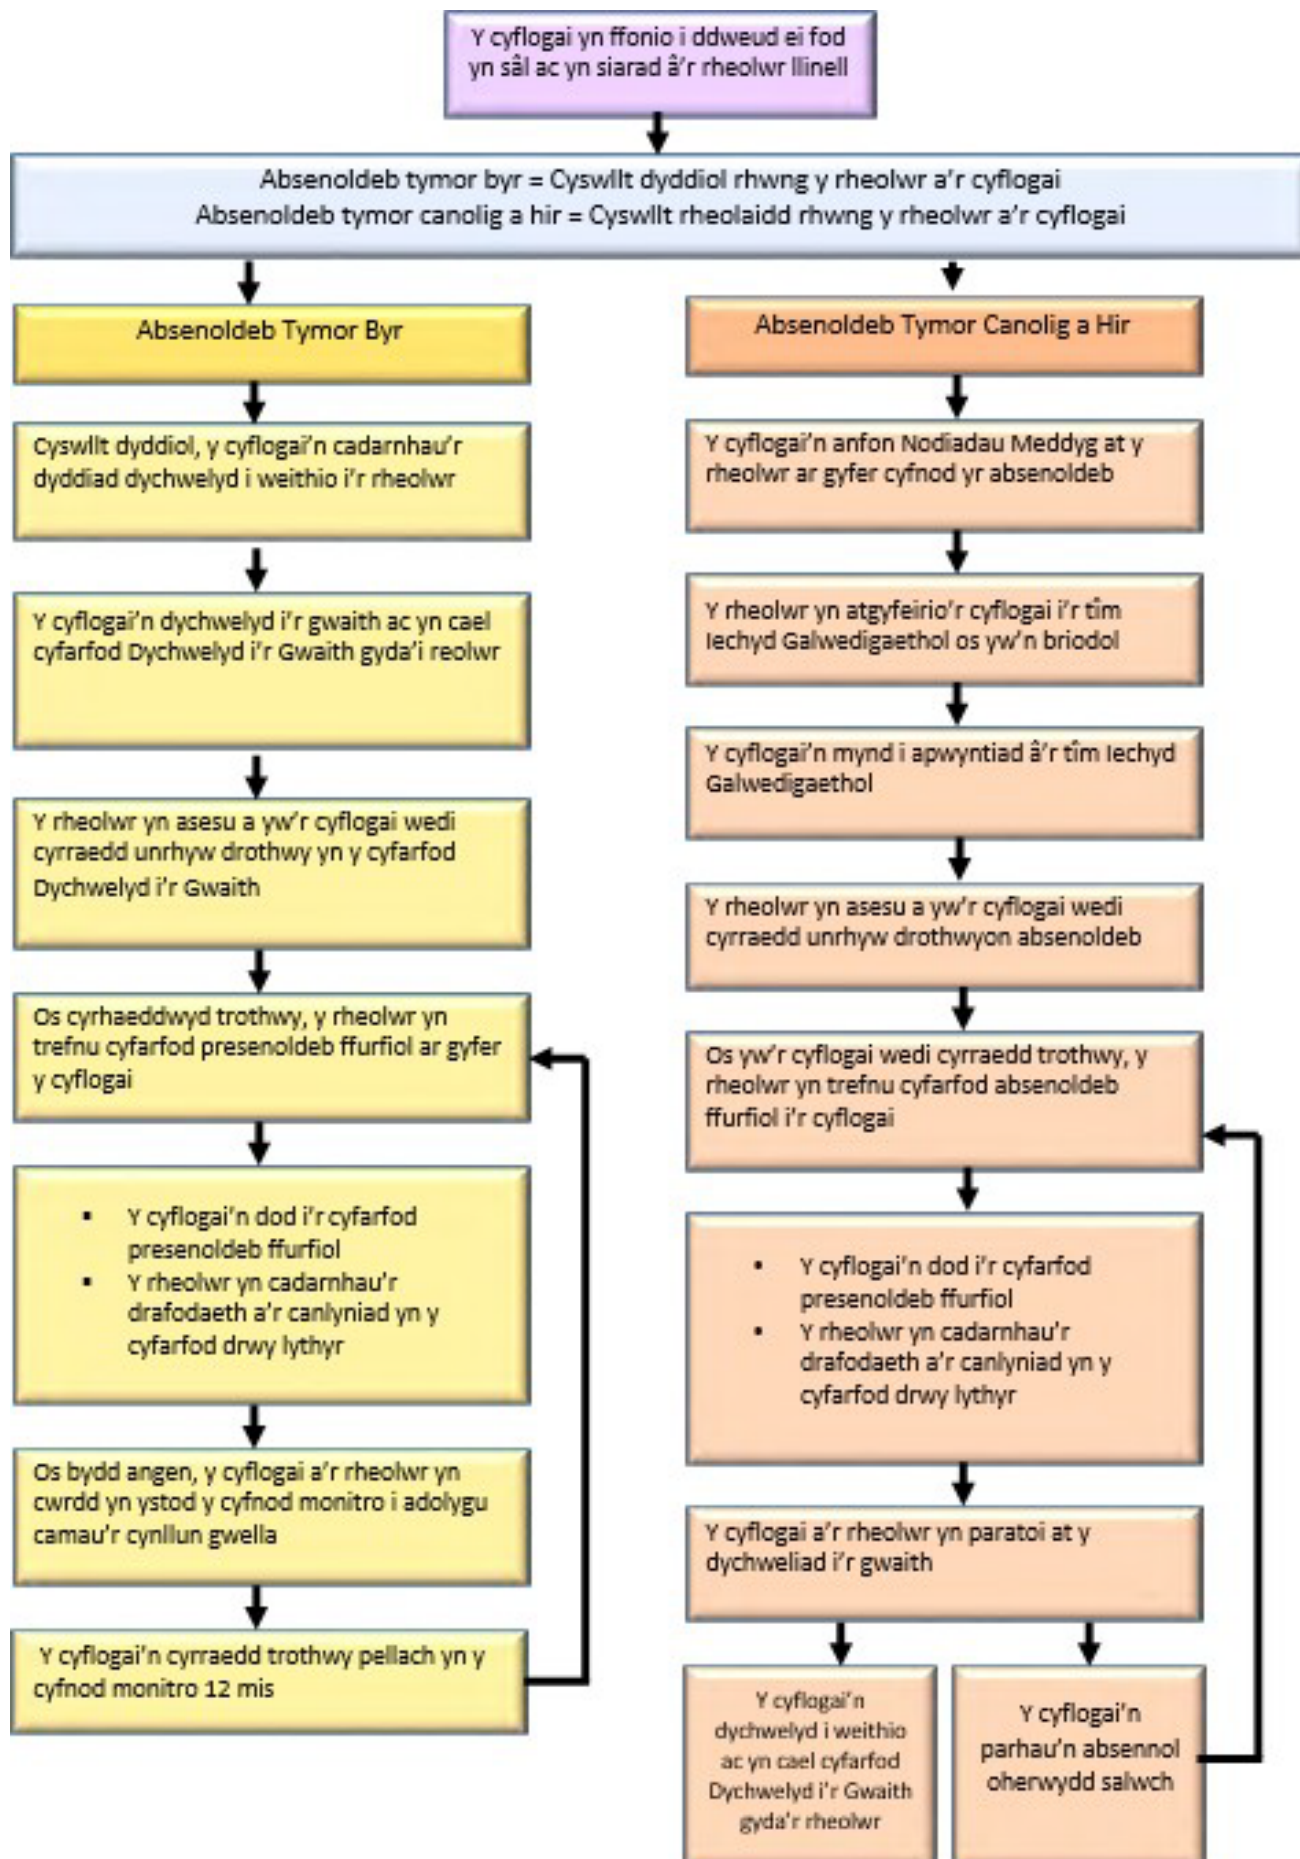 Y cyflogai yn ffonio i ddweud ei fod
yn sâl ac yn siarad â'r rheolwr llinell
Absenoldeb tymor byr = Cyswllt dyddiol rhwng y rheolwr a'r cyflogai
Absenoldeb tymor canolig a hir = Cyswllt rheolaidd rhwng y rheolwr a'r cyflogai
Absenoldeb Tymor Byr
Cyswllt dyddiol, y cyflogai'n cadarnhau'r
dyddiad dychwelyd i weithio i'r rheolwr
Y cyflogai'n dychwelyd i'r gwaith ac yn cael
cyfarfod Dychwelyd i'r Gwaith gyda'i reolwr
Y rheolwr yn asesu a yw'r cyflogai wedi
cyrraedd unrhyw drothwy yn y cyfarfod
Dychwelyd i'r Gwaith
Os cyrhaeddwyd trothwy, y rheolwr yn
trefnu cyfarfod presenoldeb ffurfiol ar gyfer
y cyflogai
▪ Y cyflogai'n dod i'r cyfarfod
presenoldeb ffurfiol
▪ Y rheolwr yn cadarnhau'r
drafodaeth a'r canlyniad yn y
cyfarfod drwy lythyr
Os bydd angen, y cyflogai a'r rheolwr yn
cwrdd yn ystod y cyfnod monitro i adolygu
camau'r cynllun gwella
Y cyflogai'n cyrraedd trothwy pellach yn y
cyfnod monitro 12 mis
Absenoldeb Tymor Canolig a Hir
Y cyflogai'n anfon Nodiadau Meddyg at y
rheolwr ar gyfer cyfnod yr absenoldeb
Y rheolwr yn atgyfeirio'r cyflogai i'r tîm
Iechyd Galwedigaethol os yw'n briodol
Y cyflogai'n mynd i apwyntiad â'r tîm Iechyd
Galwedigaethol
Y rheolwr yn asesu a yw'r cyflogai wedi
cyrraedd unrhyw drothwyon absenoldeb
Os yw'r cyflogai wedi cyrraedd trothwy, y
rheolwr yn trefnu cyfarfod absenoldeb
ffurfiol i'r cyflogai
• Y cyflogai'n dod i'r cyfarfod
presenoldeb ffurfiol
• Y rheolwr yn cadarnhau'r
drafodaeth a'r canlyniad yn y
cyfarfod drwy lythyr
Y cyflogai a'r rheolwr yn paratoi at y
dychweliad i'r gwaith
Y cyflogai'n
dychwelyd i weithio
ac yn cael cyfarfod
Dychwelyd i'r Gwaith
gyda'r rheolwr
Y cyflogai'n
parhau'n absennol
oherwydd salwch